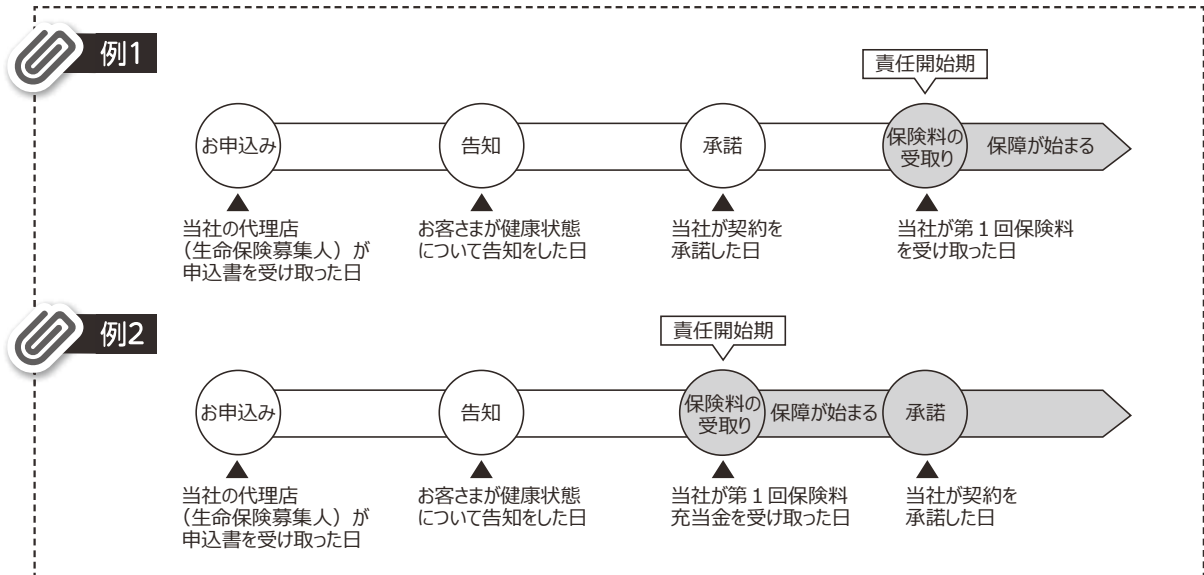 例1
責任開始期
お申込み
告知
承諾
保険料の
受取り
保障が始まる
当社の代理店
（生命保険募集人）が
申込書を受け取った日
お客さまが健康状態
について告知をした日
当社が契約を
承諾した日
当社が第１回保険料
を受け取った日
例2
責任開始期
お申込み
告知
保険料の
受取り
保障が始まる
承諾
当社の代理店
（生命保険募集人）が
申込書を受け取った日
お客さまが健康状態
について告知をした日
当社が第１回保険料
充当金を受け取った日
当社が契約を
承諾した日